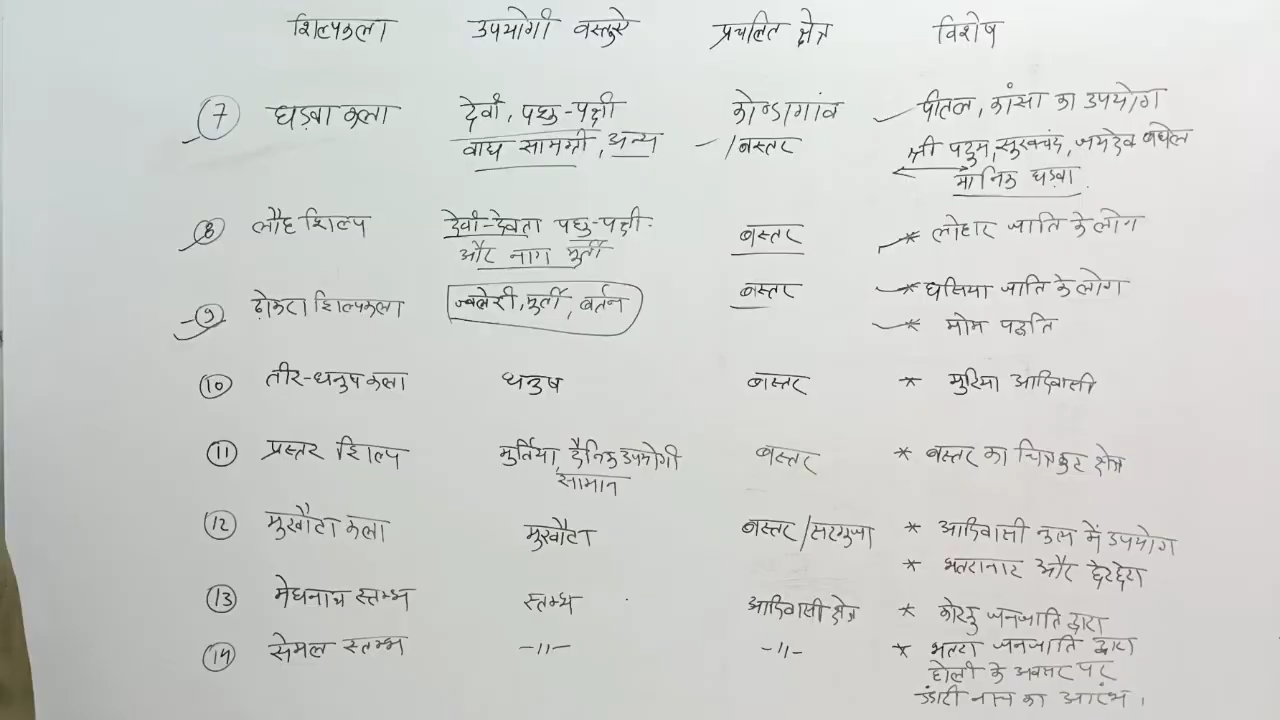 शिल्पकला उपयोगी वस्तुएे प्रचलित क्षेत्र विशेष
7 घड़वा कला देवी, पशु-पक्षी कोण्डागांव पीतल, कांसा का उपयोग
वाद्य सामग्री, अन्य /बस्तर श्री पदुम, सुखचंद, जयदेव बघेल
मानिक घड़वा
8 लौह शिल्प देवी-देवता पशु-पक्षी बस्तर * लोहार जाति के लोग
और नाग मूर्ती
9 ढ़ोकरा शिल्पकला ज्वलेरी, मूर्ती, बर्तन बस्तर * घसिया जाति के लोग
* मोम पद्धति
10 तीर-धनुष कला धनुष बस्तर * मुरिया आदिवासी
11 प्रस्तर शिल्प मुर्तिया, दैनिक उपयोगी बस्तर * बस्तर का चित्रकुट क्षेत्र
सामान
12 मुखौटा कला मुखौटा बस्तर/सरगुजा * आदिवासी में उपयोग
* भतरानाट और छेरछेरा
13 मेघनाथ स्तम्भ स्तम्भ आदिवासी क्षेत्र * कोरकु जनजाति द्वारा
14 सेमल स्तम्भ -11- -11- * भतरा जनजाति द्वारा
होली के अवसर पर
डंडारी नाच का आरंभ ।